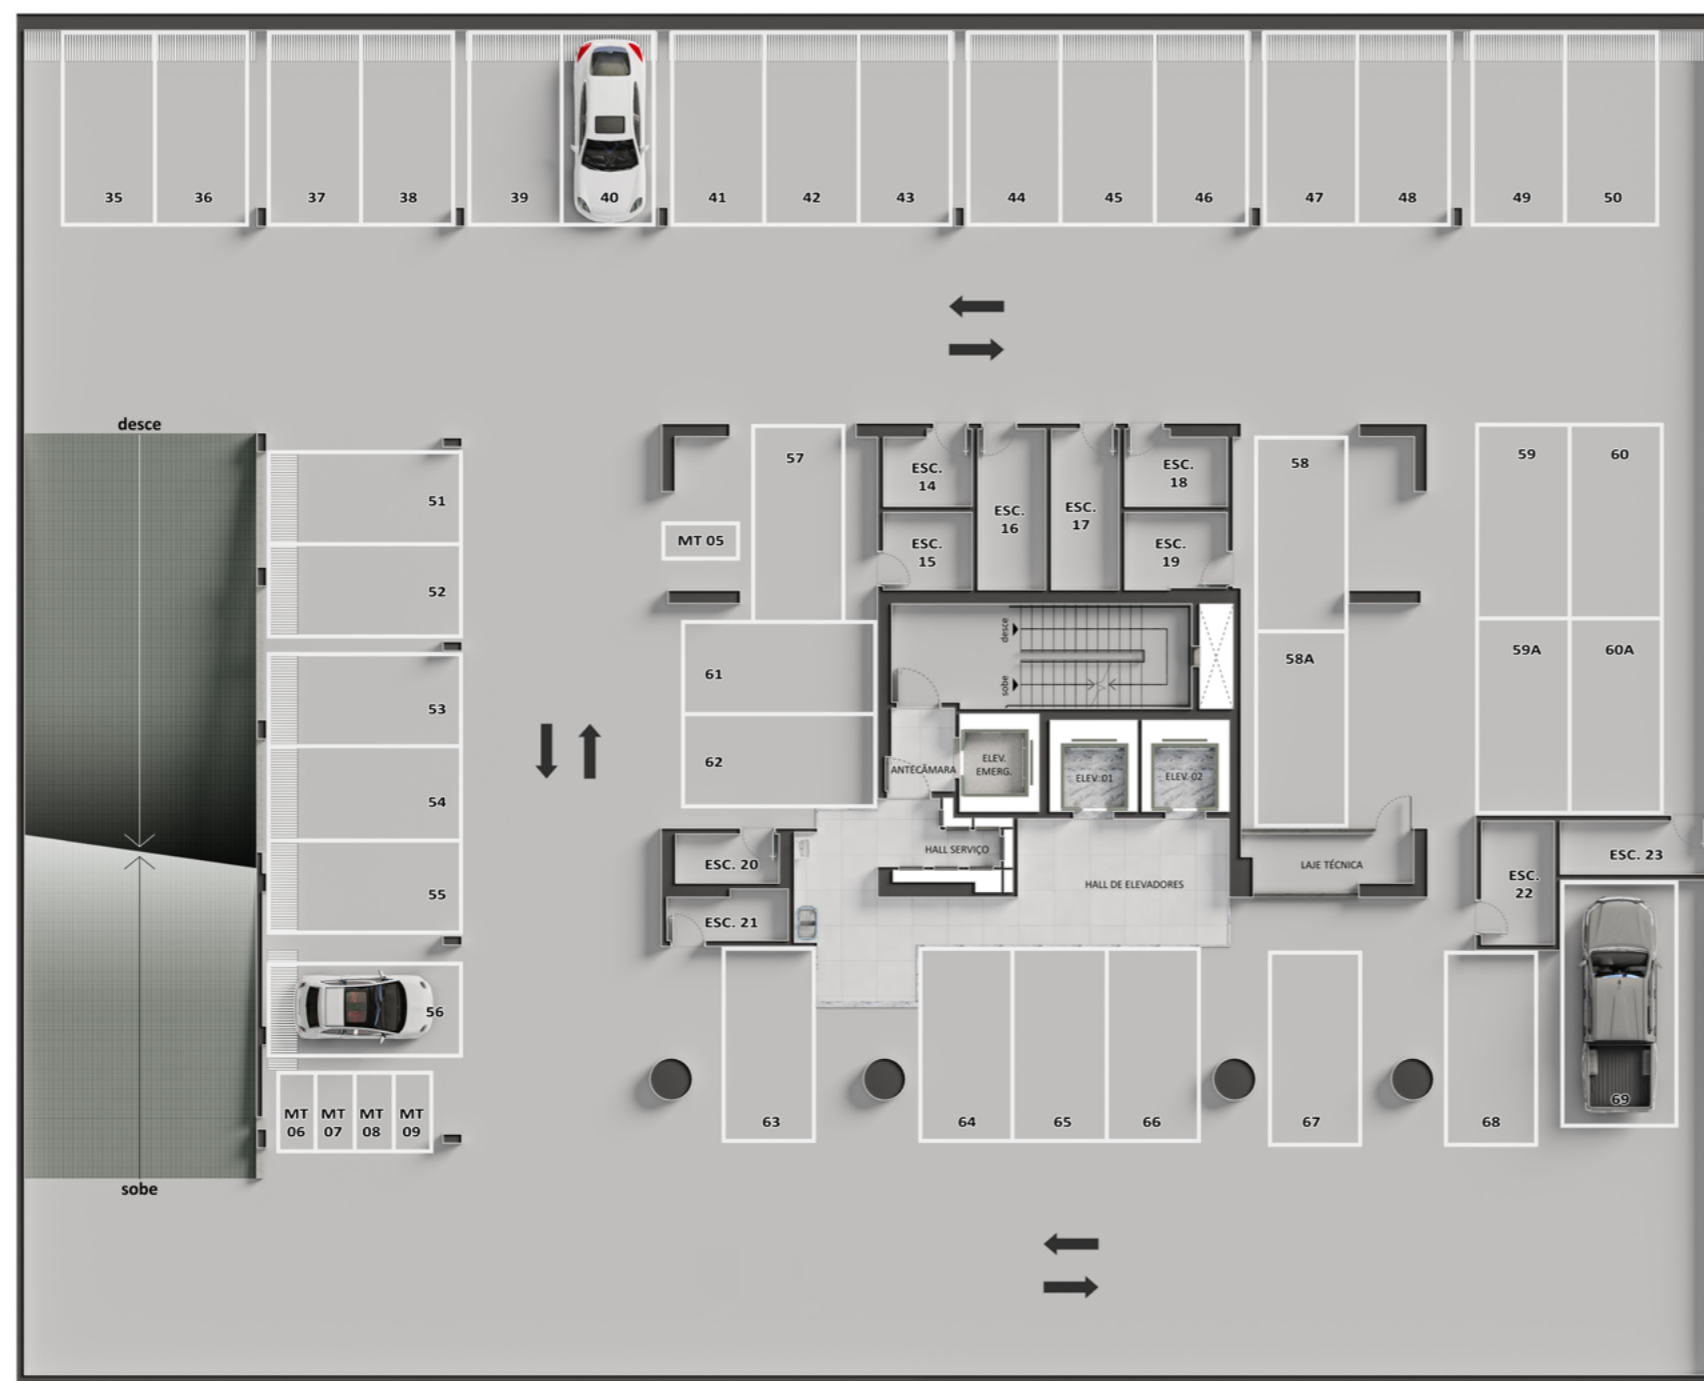 35 36 37 38 39 40 41 42 43 44 45 46 47 48 49 50
desce
51
52
53
54
55
56
MT
06
MT
07
MT
08
MT
09
sobe
57
MT 05
61
62
ESC.
14
ESC.
15
ESC.
16
ESC.
17
ESC.
18
ESC.
19
desce
sobe
ANTECÂMARA
ELEV.
EMERG.
ELEV. 01
ELEV. 02
HALL SERVIÇO
HALL DE ELEVADORES
ESC. 20
ESC. 21
58
58A
LAJE TÉCNICA
59 60
59A 60A
ESC.
22
ESC. 23
63 64 65 66 67 68 69